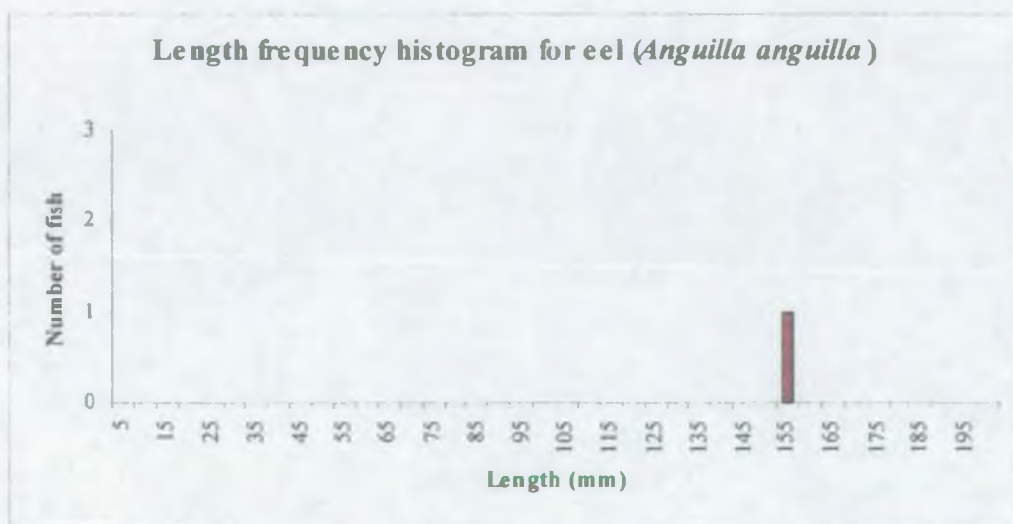 Length frequency histogram for eel (Anguilla anguilla)
Number of fish
3
2
1
0
5 15 25 35 45 55 65 75 85 95 105 115 125 135 145 155 165 175 185 195
Length (mm)